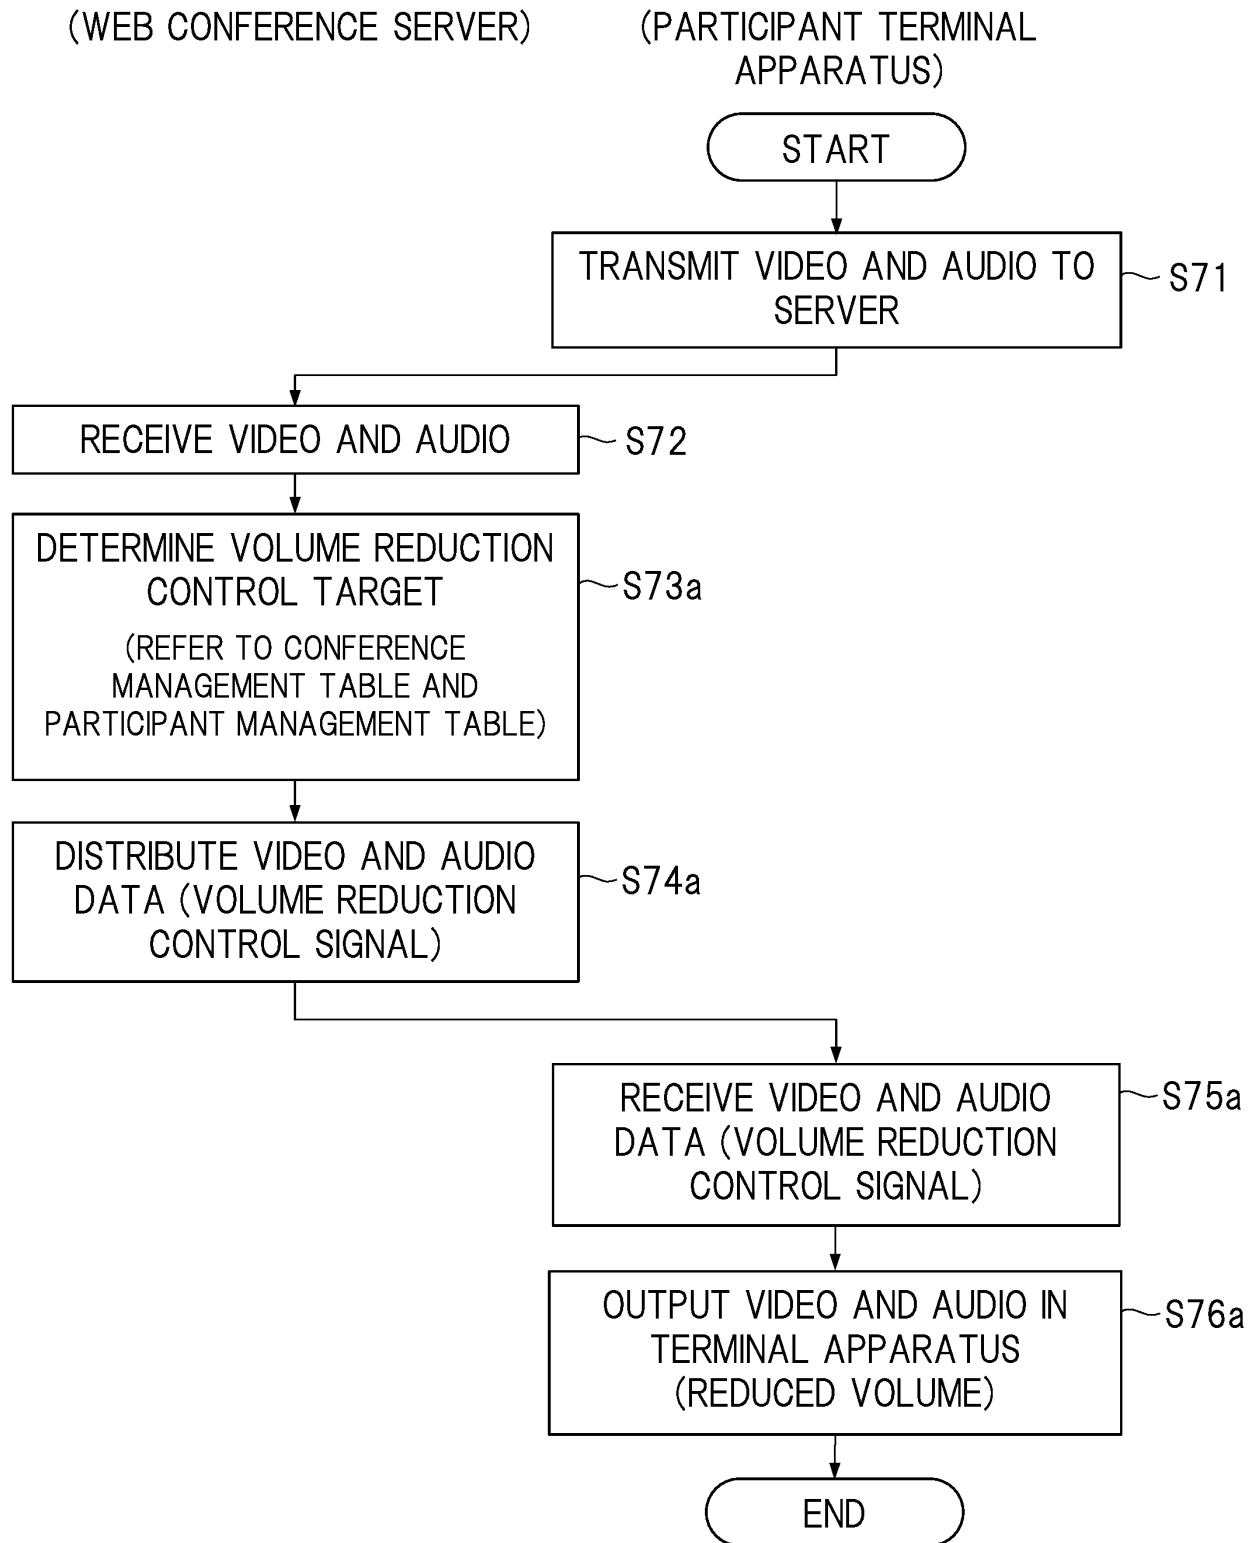 (WEB CONFERENCE SERVER)
(PARTICIPANT TERMINAL
APPARATUS)
START
TRANSMIT VIDEO AND AUDIO TO
SERVER
S71
RECEIVE VIDEO AND AUDIO
S72
DETERMINE VOLUME REDUCTION
CONTROL TARGET
(REFER TO CONFERENCE
MANAGEMENT TABLE AND
PARTICIPANT MANAGEMENT TABLE)
S73a
DISTRIBUTE VIDEO AND AUDIO
DATA (VOLUME REDUCTION
CONTROL SIGNAL)
S74a
RECEIVE VIDEO AND AUDIO
DATA (VOLUME REDUCTION
CONTROL SIGNAL)
S75a
OUTPUT VIDEO AND AUDIO IN
TERMINAL APPARATUS
(REDUCED VOLUME)
S76a
END